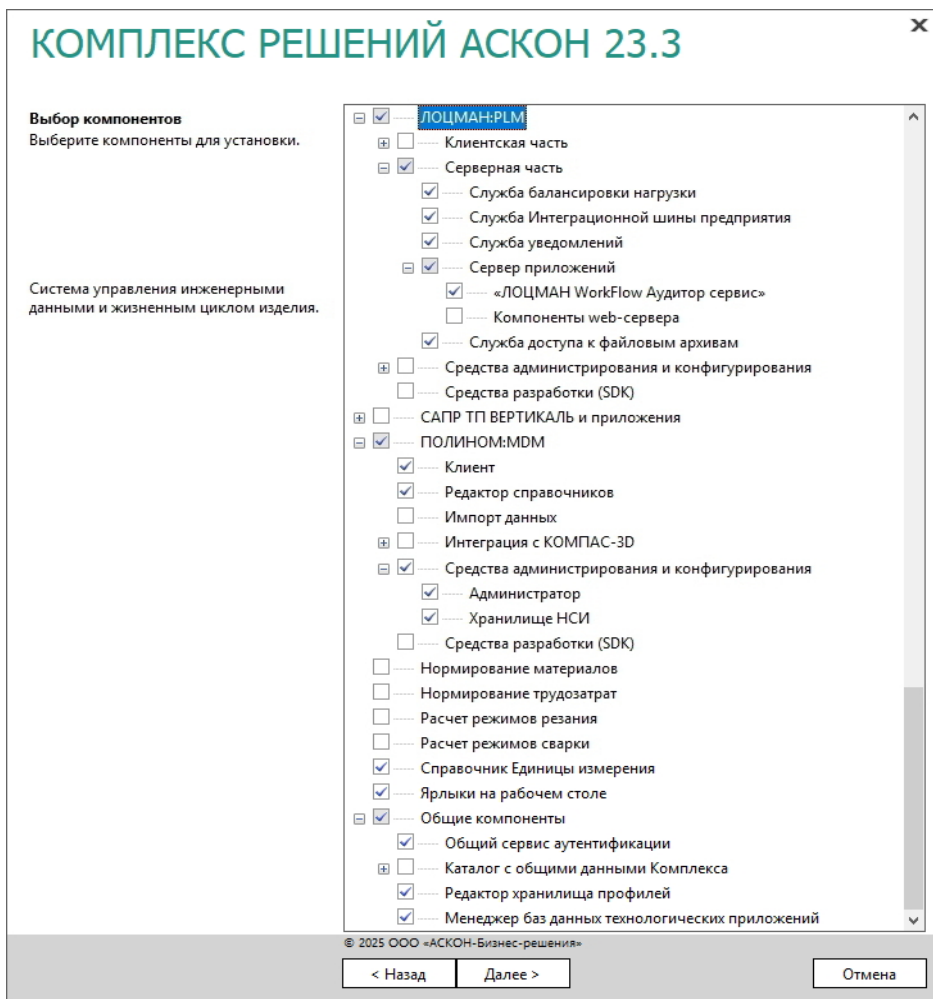 КОМПЛЕКС РЕШЕНИЙ АСКОН 23.3
Выбор компонентов
Выберите компоненты для установки.
Система управления инженерными
данными и жизненным циклом изделия.
ЛОЦМАН:PLM
Клиентская часть
Серверная часть
Служба балансировки нагрузки
Служба Интеграционной шины предприятия
Служба уведомлений
Сервер приложений
«ЛОЦМАН WorkFlow Аудитор сервис»
Компоненты web-сервера
Служба доступа к файловым архивам
Средства администрирования и конфигурирования
Средства разработки (SDK)
САПР ТП ВЕРТИКАЛЬ и приложения
ПОЛИНОМ:MDM
Клиент
Редактор справочников
Импорт данных
Интеграция с КОМПАС-3D
Средства администрирования и конфигурирования
Администратор
Хранилище НСИ
Средства разработки (SDK)
Нормирование материалов
Нормирование трудозатрат
Расчет режимов резания
Расчет режимов сварки
Справочник Единицы измерения
Ярлыки на рабочем столе
Общие компоненты
Общий сервис аутентификации
Каталог с общими данными Комплекса
Редактор хранилища профилей
Менеджер баз данных технологических приложений
© 2025 ООО «АСКОН-Бизнес-решения»
< Назад
Далее >
Отмена